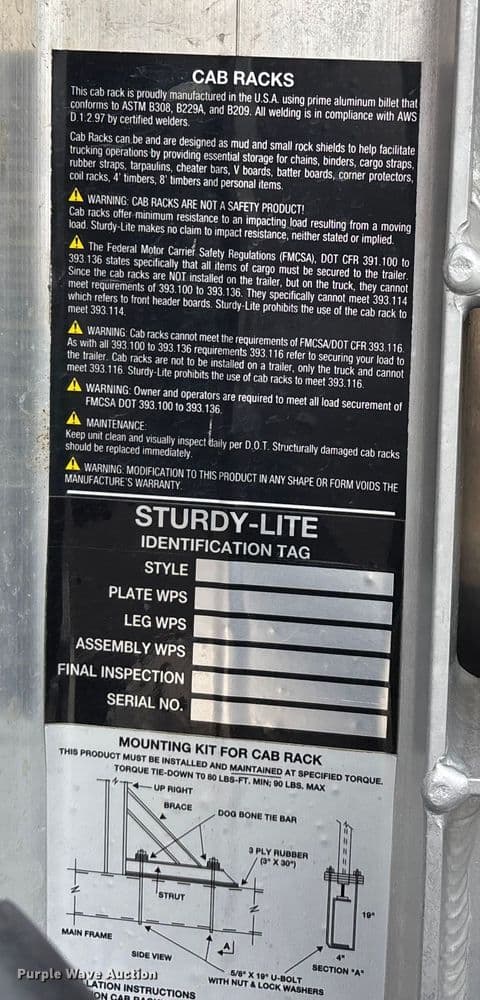 CAB RACKS
This cab rack is proudly manufactured in the U.S.A. using prime aluminum billet that
conforms to ASTM B308, B229A, and B209. All welding is in compliance with AWS
D.1.2.97 by certified welders.
Cab Racks can be and are designed as mud and small rock shields to help facilitate
trucking operations by providing essential storage for chains, binders, cargo straps,
rubber straps, tarpaulins, cheater bars, V boards, batter boards, corner protectors,
coil racks, 4' timbers, 8' timbers and personal items.
WARNING: CAB RACKS ARE NOT A SAFETY PRODUCT!
Cab racks offer minimum resistance to an impacting load resulting from a moving
load. Sturdy-Lite makes no claim to impact resistance, neither stated or implied.
The Federal Motor Carrier Safety Regulations (FMCSA), DOT CFR 391.100 to
393.136 states specifically that all items of cargo must be secured to the trailer.
Since the cab racks are NOT installed on the trailer, but on the truck, they cannot
meet requirements of 393.100 to 393.136. They specifically cannot meet 393.114
which refers to front header boards. Sturdy-Lite prohibits the use of the cab rack to
meet 393.114.
WARNING: Cab racks cannot meet the requirements of FMCSA/DOT CFR 393.116.
As with all 393.100 to 393.136 requirements 393.116 refer to securing your load to
the trailer. Cab racks are not to be installed on a trailer, only the truck and cannot
meet 393.116. Sturdy-Lite prohibits the use of cab racks to meet 393.116.
WARNING: Owner and operators are required to meet all load securement of
FMCSA DOT 393.100 to 393.136.
MAINTENANCE:
Keep unit clean and visually inspect daily per D.O.T. Structurally damaged cab racks
should be replaced immediately.
WARNING: MODIFICATION TO THIS PRODUCT IN ANY SHAPE OR FORM VOIDS THE
MANUFACTURE'S WARRANTY.
STURDY-LITE
IDENTIFICATION TAG
STYLE
PLATE WPS
LEG WPS
ASSEMBLY WPS
FINAL INSPECTION
SERIAL NO.
MOUNTING KIT FOR CAB RACK
THIS PRODUCT MUST BE INSTALLED AND MAINTAINED AT SPECIFIED TORQUE.
TORQUE TIE-DOWN TO 80 LBS-FT. MIN; 90 LBS. MAX
UP RIGHT
BRACE
DOG BONE TIE BAR
3 PLY RUBBER
(3" X 30")
STRUT
19"
MAIN FRAME
A
4"
SIDE VIEW
SECTION "A"
5/8" X 19" U-BOLT
WITH NUT & LOCK WASHERS
Purple Wave Auction
LATION INSTRUCTIONS
ON CAB